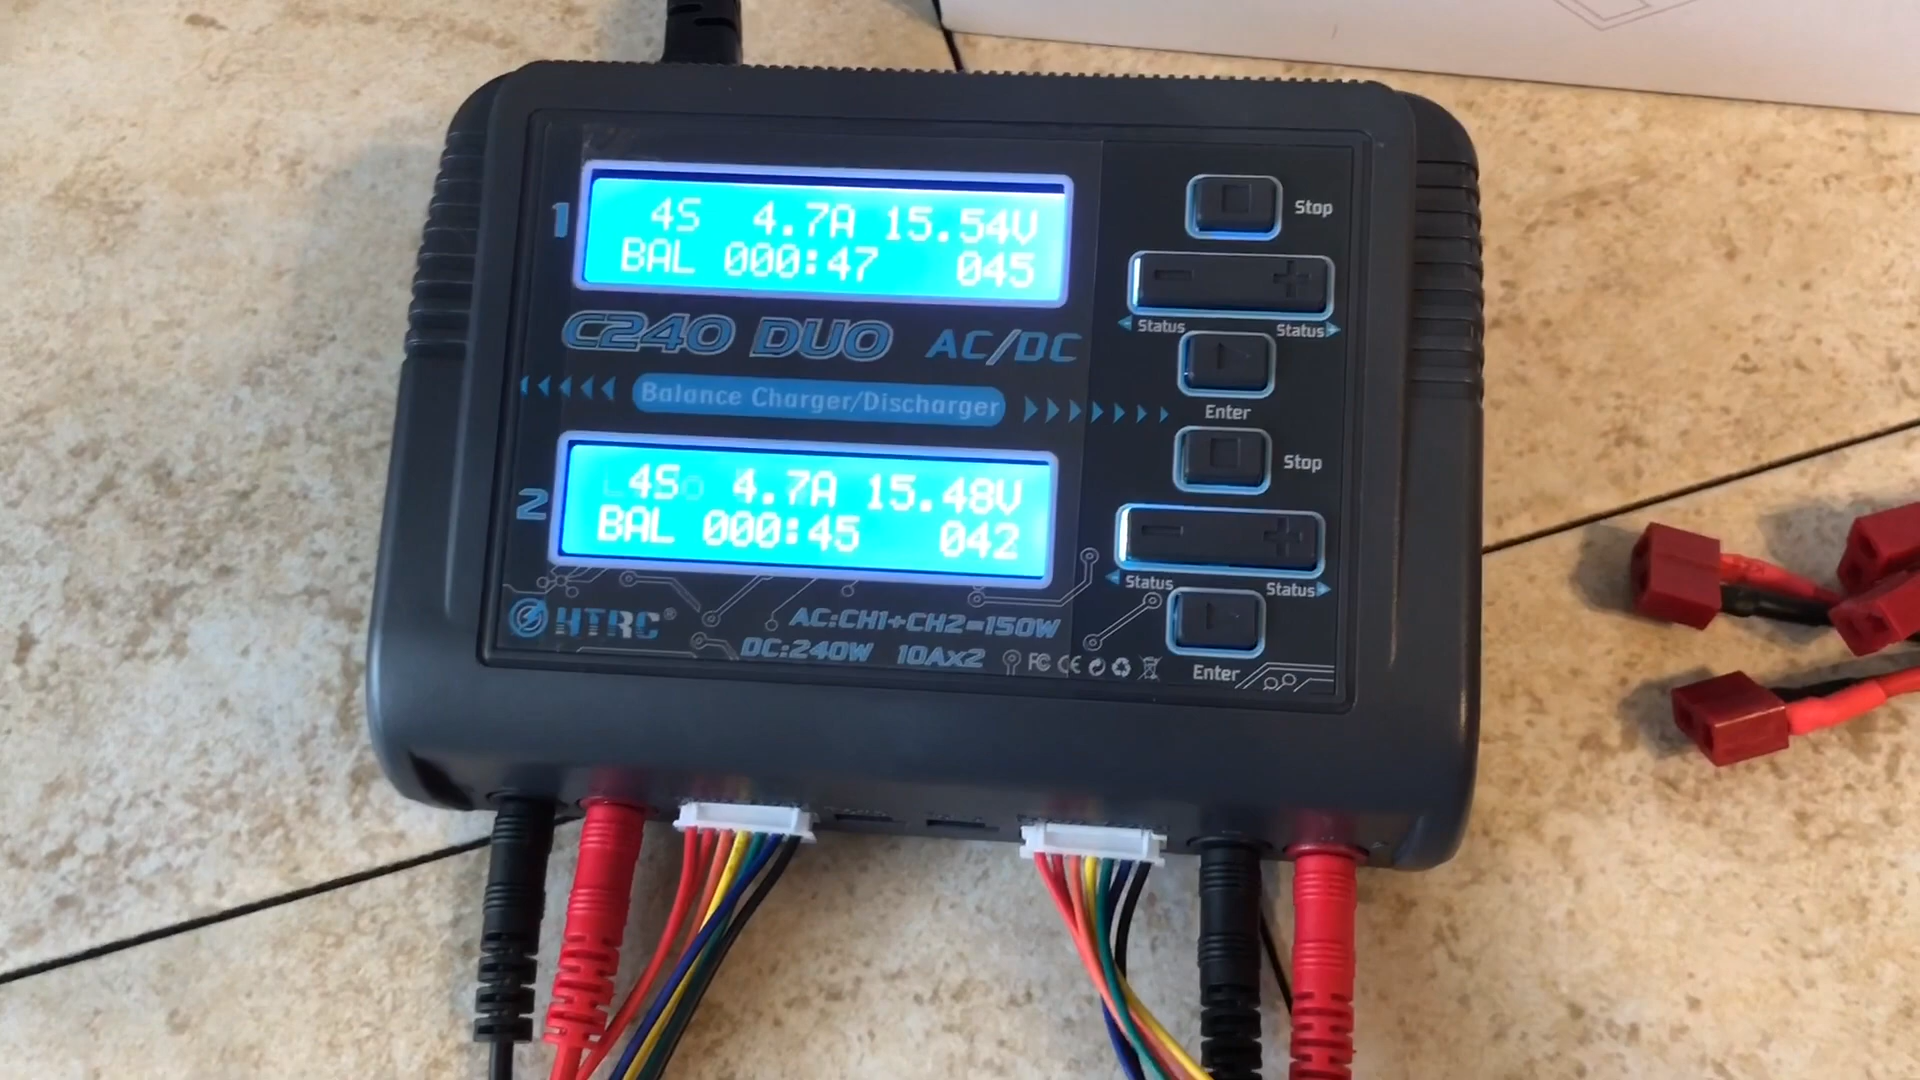 1
4S 4.7A 15.54V
BAL 000:47 045
C240 DUO AC/DC
Balance Charger/Discharger
2
4S 4.7A 15.48V
BAL 000:45 042
HTRC®
AC:CH1+CH2=150W
DC:240W 10Ax2
FC CE
Stop
- +
Status Status
Enter
Stop
- +
Status Status
Enter